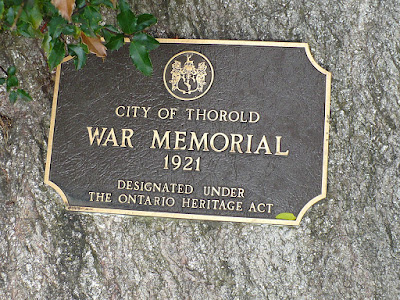 CITY OF THOROLD
WAR MEMORIAL
1921
DESIGNATED UNDER
THE ONTARIO HERITAGE ACT